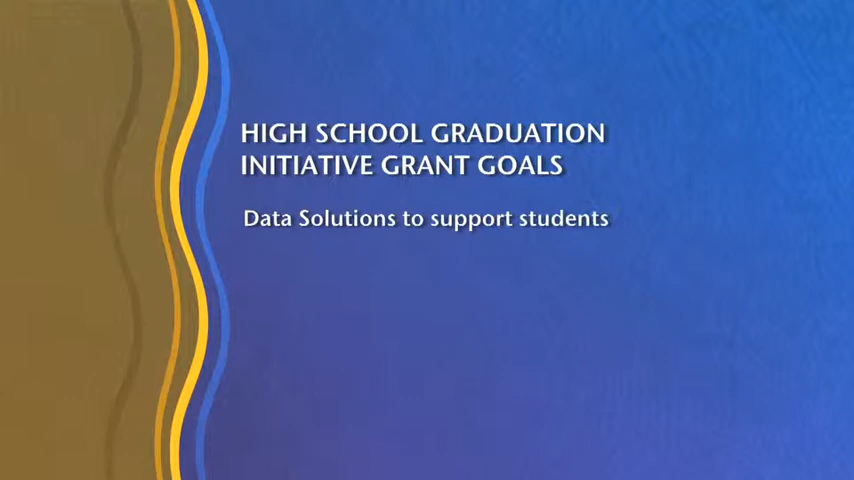 HIGH SCHOOL GRADUATION
INITIATIVE GRANT GOALS
Data Solutions to support students